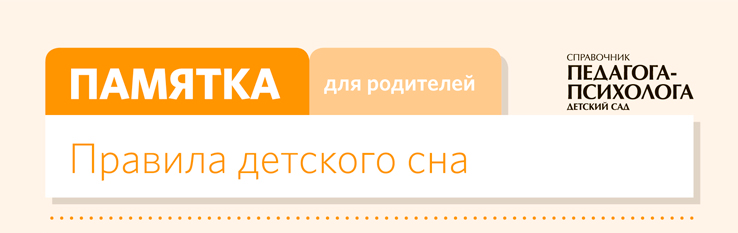 ПАМЯТКА для родителей
СПРАВОЧНИК
ПЕДАГОГА-
ПСИХОЛОГА
ДЕТСКИЙ САД
Правила детского сна